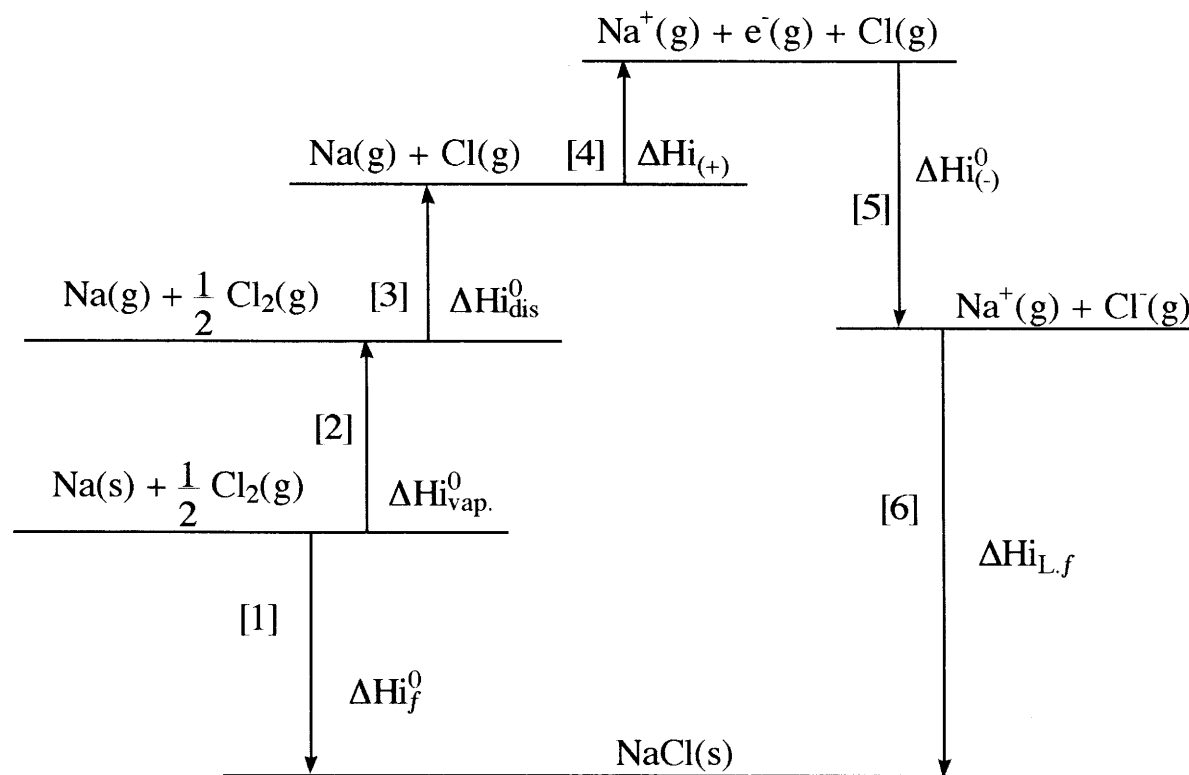 Na⁺(g) + e⁻(g) + Cl(g)
Na(g) + Cl(g) [4] ΔHi₍₊₎
[5] ΔHi⁰₍₋₎
Na(g) + 1/2 Cl₂(g) [3] ΔHi⁰dis
Na⁺(g) + Cl⁻(g)
[2]
Na(s) + 1/2 Cl₂(g) ΔHi⁰vap.
[6]
ΔHi L.f
[1]
ΔHi⁰f
NaCl(s)